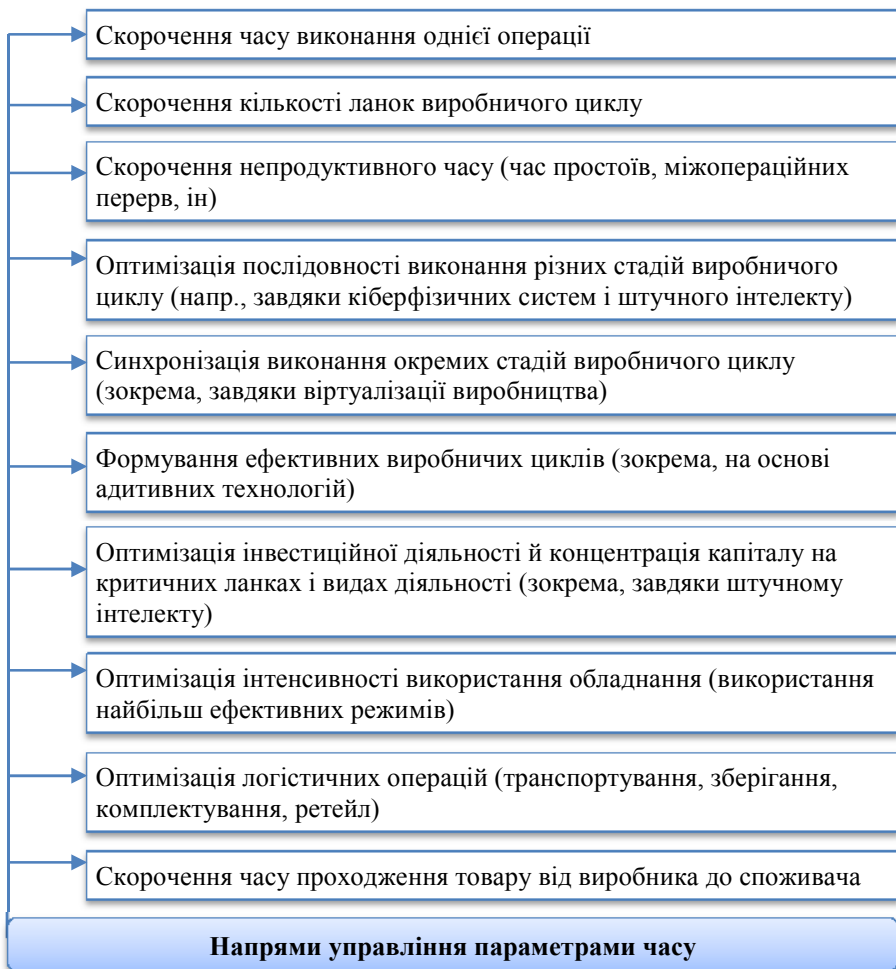 Скорочення часу виконання однієї операції
Скорочення кількості ланок виробничого циклу
Скорочення непродуктивного часу (час простоїв, міжопераційних
перерв, ін)
Оптимізація послідовності виконання різних стадій виробничого
циклу (напр., завдяки кіберфізичних систем і штучного інтелекту)
Синхронізація виконання окремих стадій виробничого циклу
(зокрема, завдяки віртуалізації виробництва)
Формування ефективних виробничих циклів (зокрема, на основі
адитивних технологій)
Оптимізація інвестиційної діяльності й концентрація капіталу на
критичних ланках і видах діяльності (зокрема, завдяки штучному
інтелекту)
Оптимізація інтенсивності використання обладнання (використання
найбільш ефективних режимів)
Оптимізація логістичних операцій (транспортування, зберігання,
комплектування, ретейл)
Скорочення часу проходження товару від виробника до споживача
Напрями управління параметрами часу